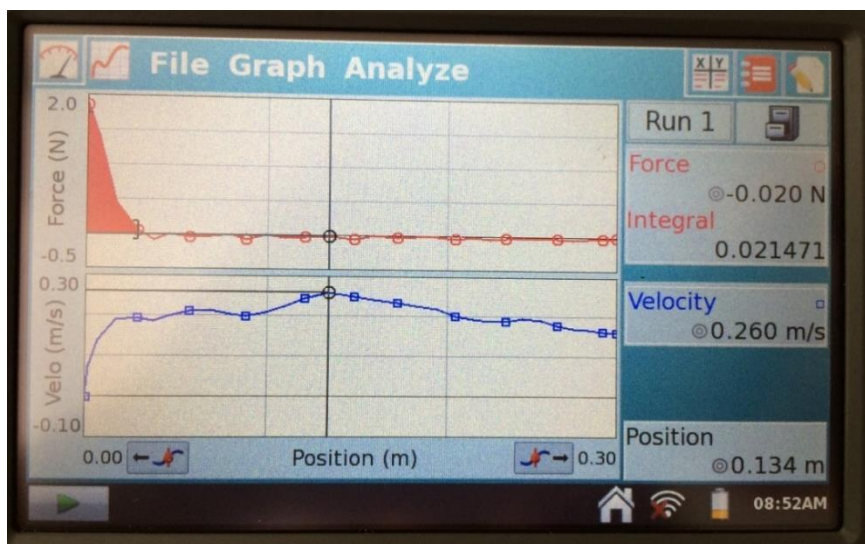 File Graph Analyze
X Y
2.0
Force (N)
-0.5
0.30
Velo (m/s)
-0.10
0.00
Position (m)
0.30
Run 1
Force
-0.020 N
Integral
0.021471
Velocity
0.260 m/s
Position
0.134 m
08:52AM